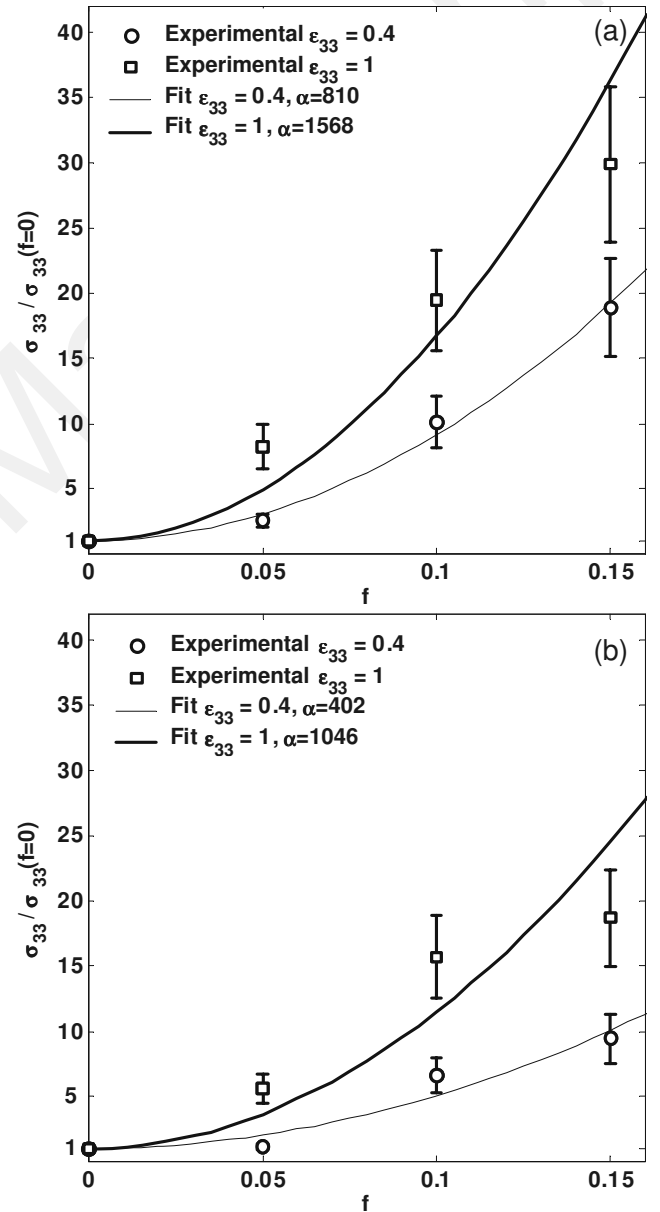 (a)
Experimental ε33 = 0.4
Experimental ε33 = 1
Fit ε33 = 0.4, α=810
Fit ε33 = 1, α=1568
40
35
30
25
20
15
10
5
1
σ33 / σ33(f=0)
0 0.05 0.1 0.15
f
(b)
Experimental ε33 = 0.4
Experimental ε33 = 1
Fit ε33 = 0.4, α=402
Fit ε33 = 1, α=1046
40
35
30
25
20
15
10
5
1
σ33 / σ33(f=0)
0 0.05 0.1 0.15
f